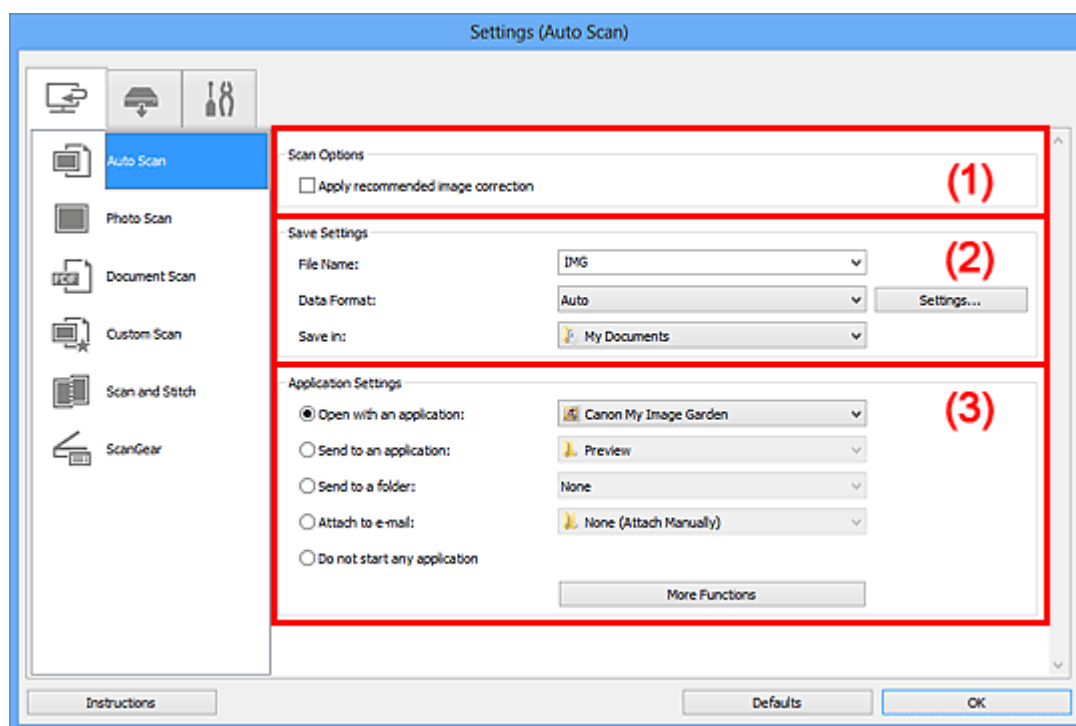 Settings (Auto Scan)
Auto Scan
Photo Scan
Document Scan
Custom Scan
Scan and Stitch
ScanGear
Scan Options
Apply recommended image correction
(1)
Save Settings
(2)
File Name: IMG
Data Format: Auto Settings...
Save in: My Documents
Application Settings
(3)
Open with an application: Canon My Image Garden
Send to an application: Preview
Send to a folder: None
Attach to e-mail: None (Attach Manually)
Do not start any application
More Functions
Instructions Defaults OK